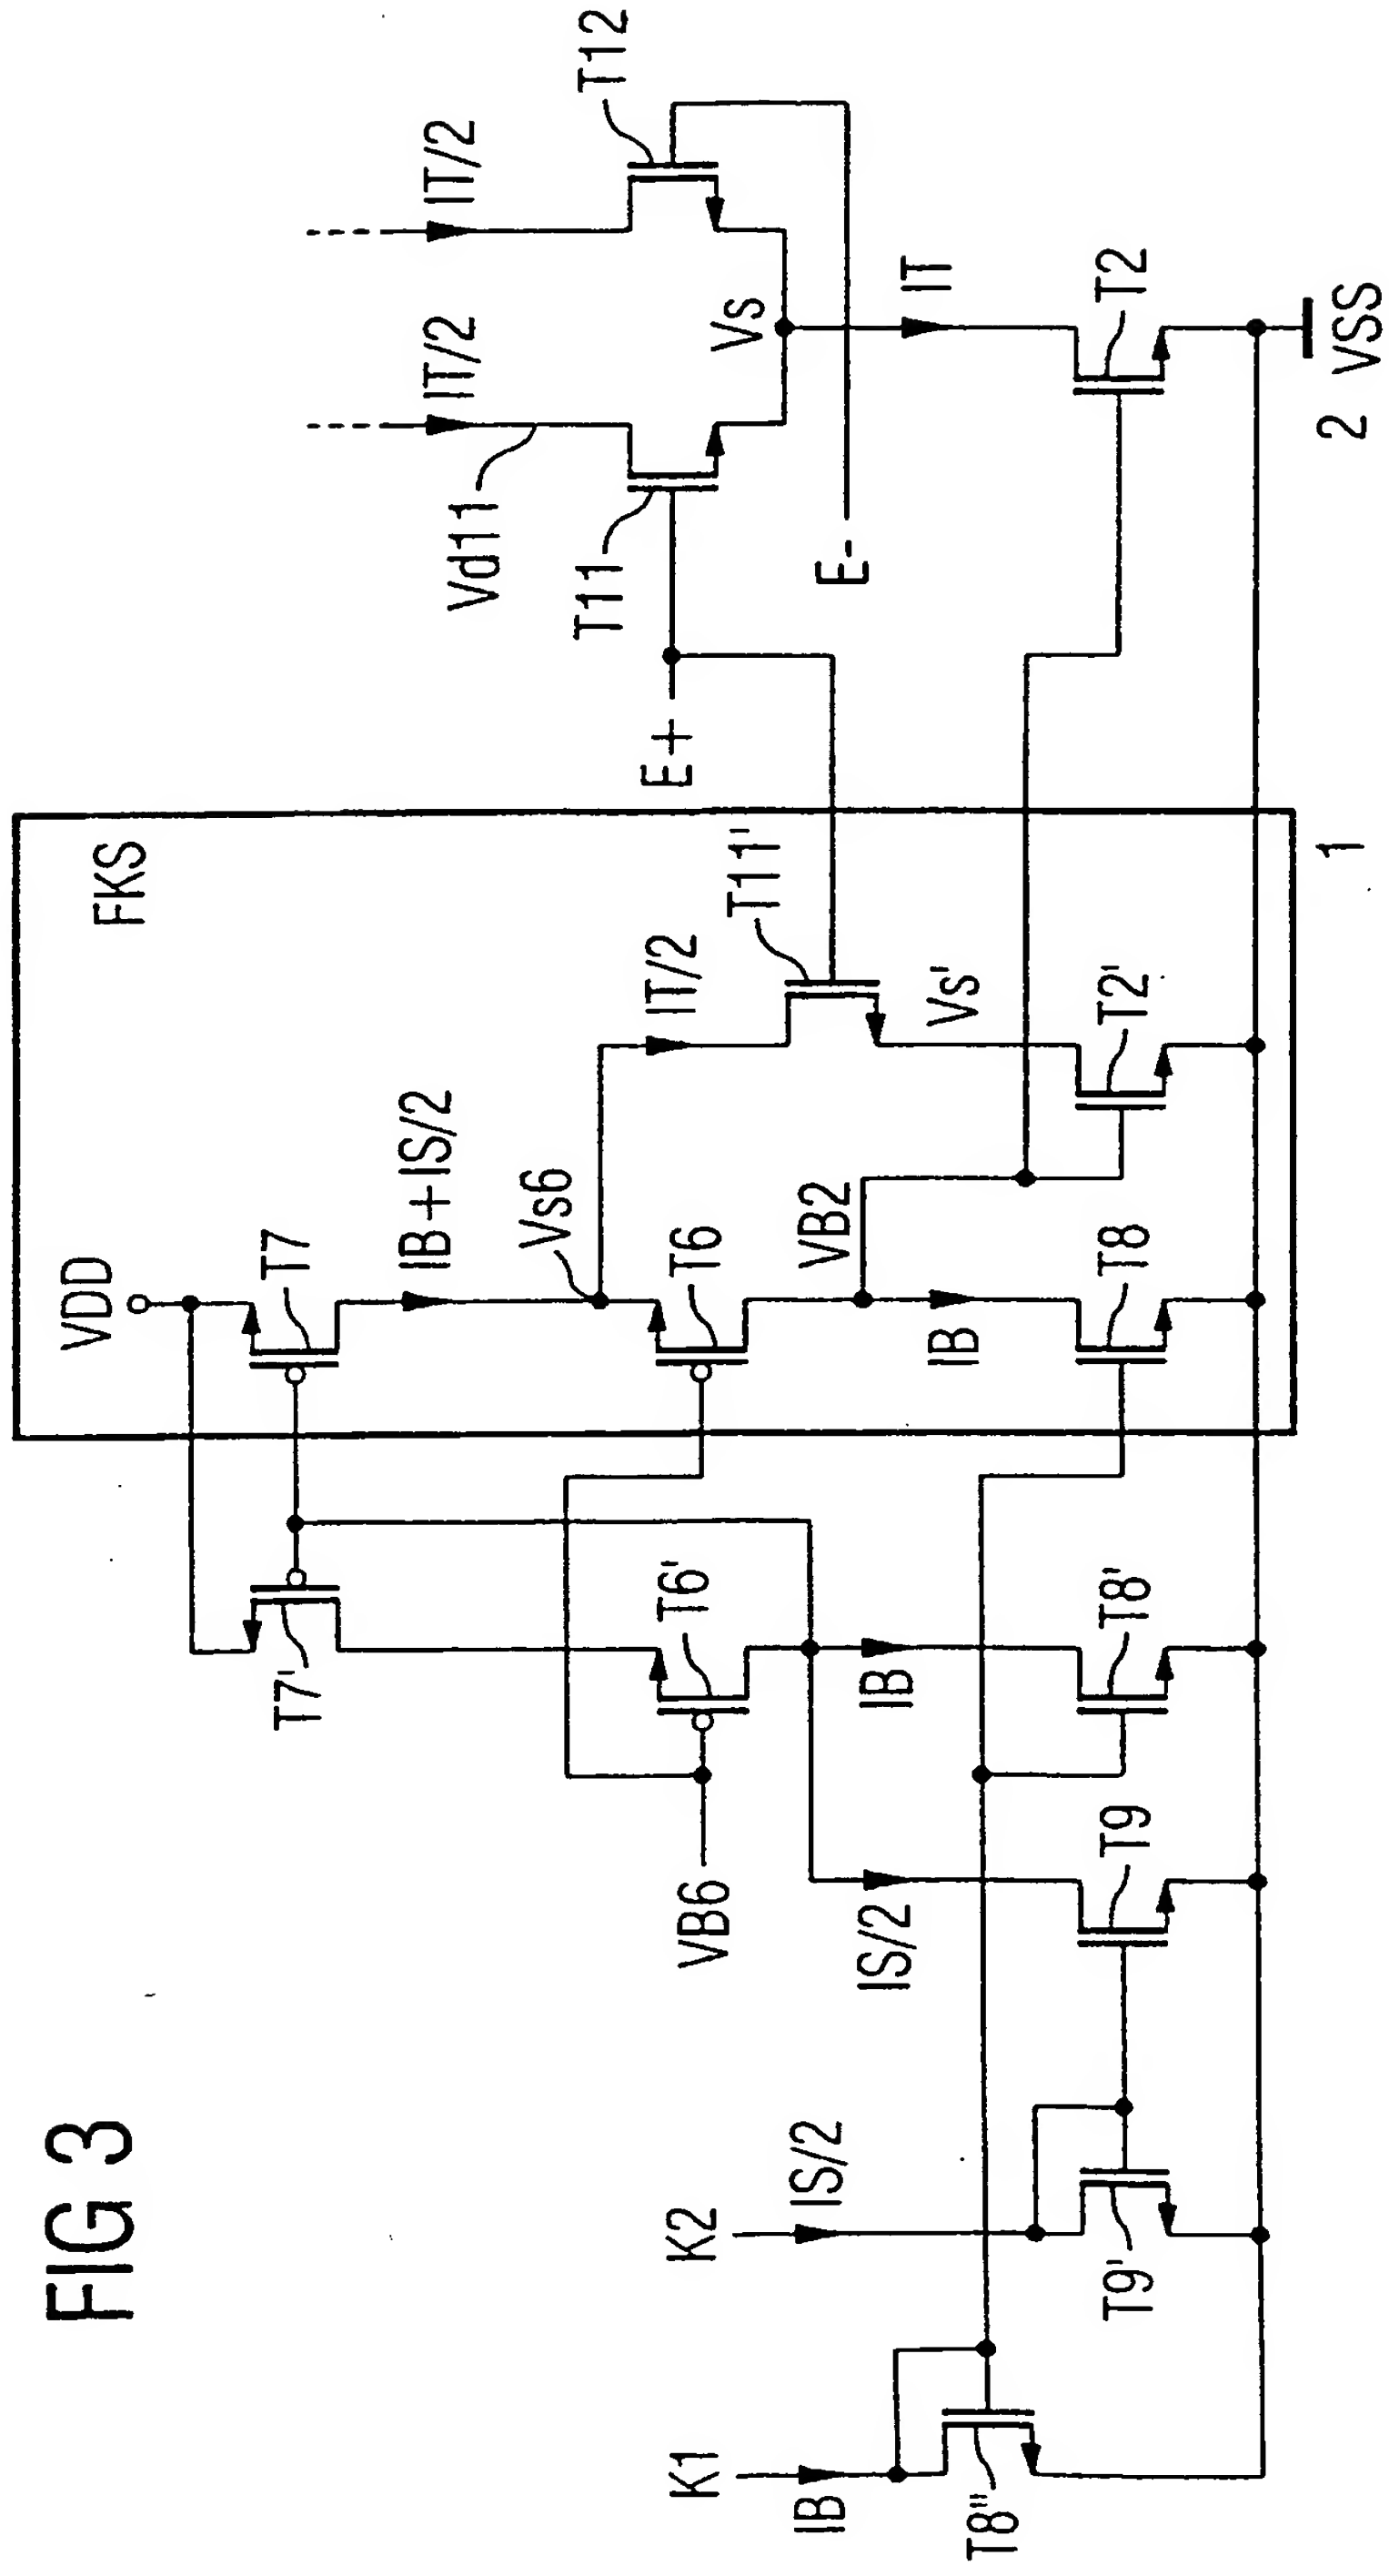 FIG 3
VDD
FKS
T7'
T7
IB+IS/2
Vs6
IT/2
IT/2
IT/2
Vd11
T11
T12
E+
E-
Vs
IT
K1
IB
T8"
K2
IS/2
T9'
VB6
T6'
T6
IS/2
IB
VB2
IB
T11'
Vs'
T9
T8'
T8
T2'
T2
1
2
VSS